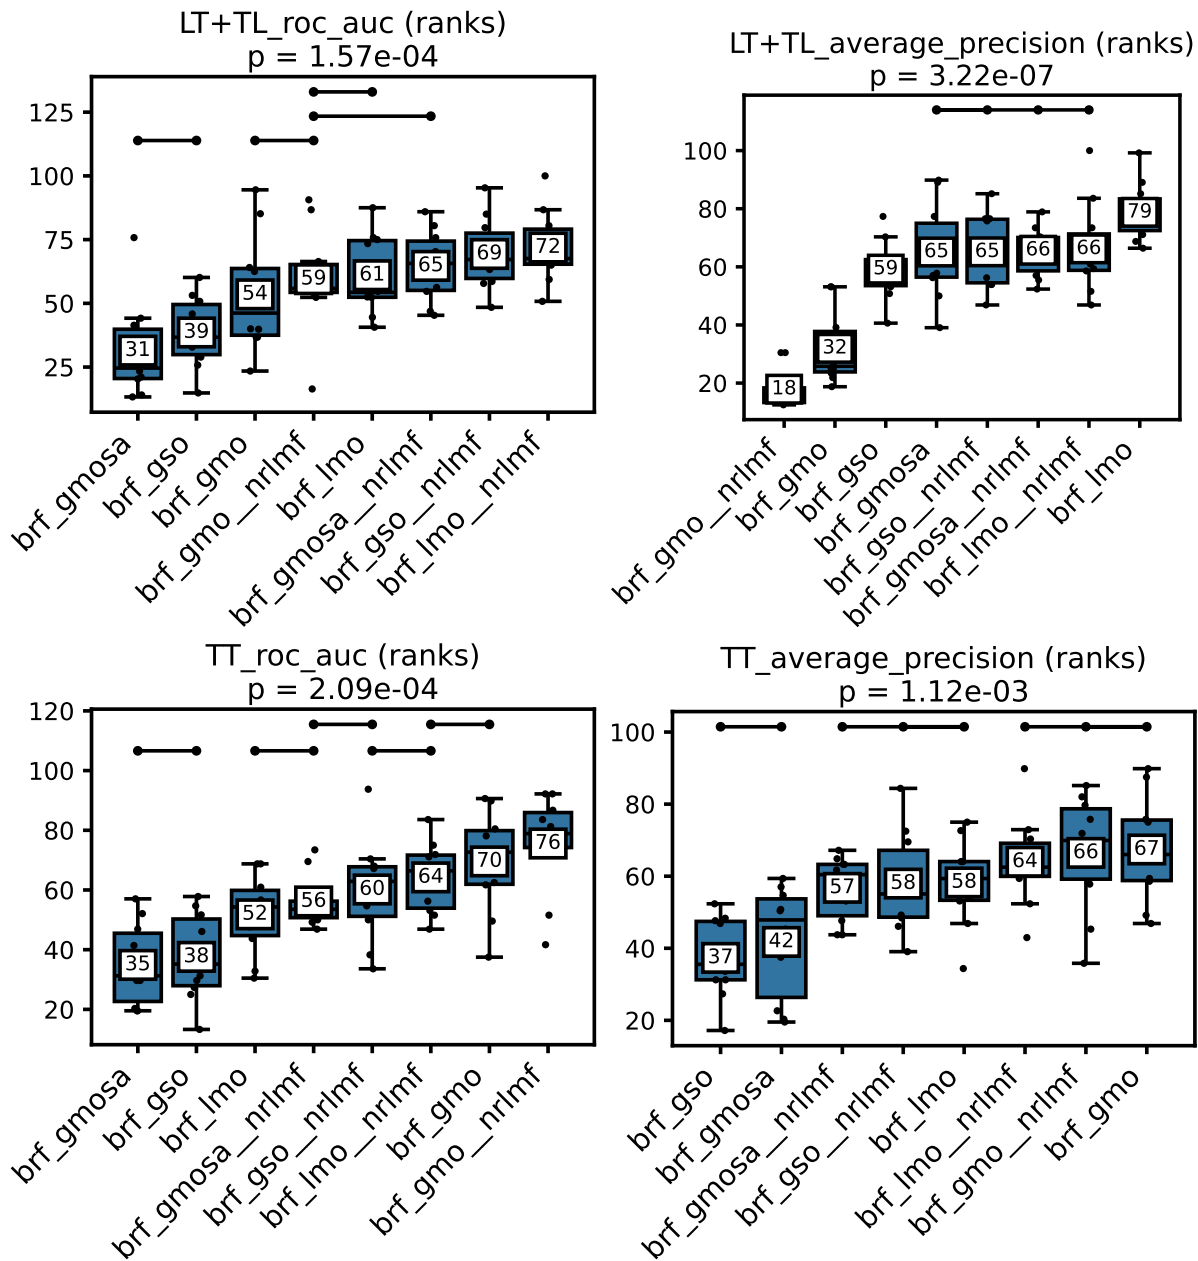 LT+TL_roc_auc (ranks)
p = 1.57e-04
125
100
75
50
25
31
39
54
59
61
65
69
72
brf_gmosa
brf_gso
brf_gmo
brf_gmo__nrlmf
brf_lmo
brf_gmosa__nrlmf
brf_gso__nrlmf
brf_lmo__nrlmf
LT+TL_average_precision (ranks)
p = 3.22e-07
100
80
60
40
20
18
32
59
65
65
66
66
79
brf_gmo__nrlmf
brf_gmo
brf_gso
brf_gmosa
brf_gso__nrlmf
brf_gmosa__nrlmf
brf_lmo__nrlmf
brf_lmo
TT_roc_auc (ranks)
p = 2.09e-04
120
100
80
60
40
20
35
38
52
56
60
64
70
76
brf_gmosa
brf_gso
brf_lmo
brf_gmosa__nrlmf
brf_gso__nrlmf
brf_lmo__nrlmf
brf_gmo
brf_gmo__nrlmf
TT_average_precision (ranks)
p = 1.12e-03
100
80
60
40
20
37
42
57
58
58
64
66
67
brf_gso
brf_gmosa
brf_gmosa__nrlmf
brf_gso__nrlmf
brf_lmo
brf_lmo__nrlmf
brf_gmo__nrlmf
brf_gmo